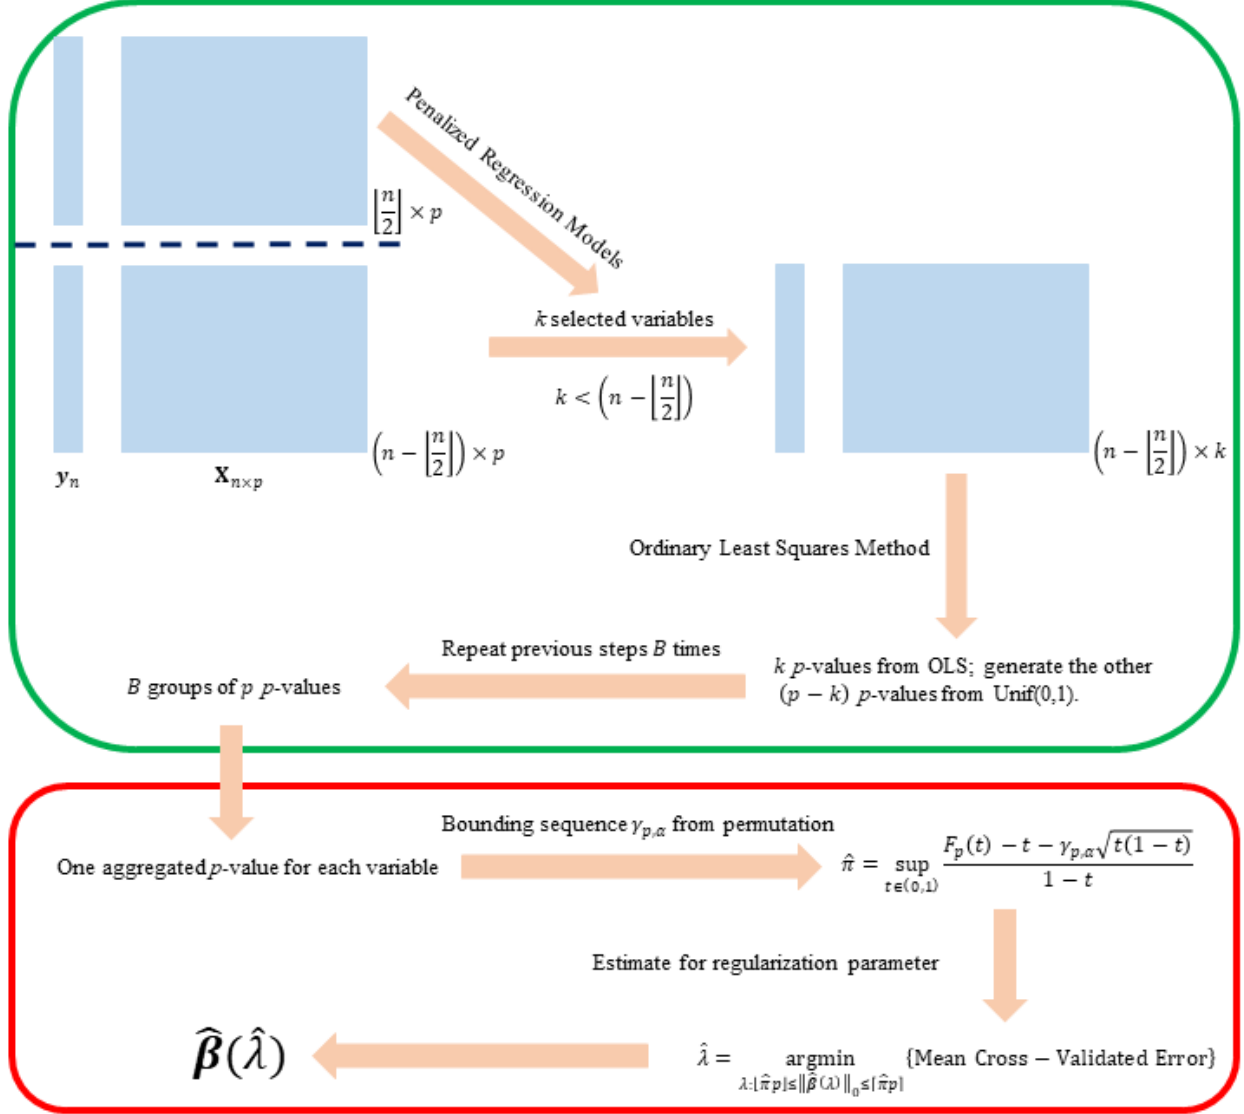 Penalized Regression Models
⌊n/2⌋ × p
k selected variables
k < (n − ⌊n/2⌋)
(n − ⌊n/2⌋) × p
(n − ⌊n/2⌋) × k
yₙ
Xₙ×ₚ
Ordinary Least Squares Method
Repeat previous steps B times
k p-values from OLS; generate the other
(p − k) p-values from Unif(0,1).
B groups of p p-values
Bounding sequence γ_{p,α} from permutation
One aggregated p-value for each variable
π̂ = sup_{t∈(0,1)} (F_p(t) − t − γ_{p,α}√(t(1 − t))) / (1 − t)
Estimate for regularization parameter
β̂(λ̂)
λ̂ = argmin_{λ:⌊π̂p⌋≤‖β̂(λ)‖₀≤⌈π̂p⌉} {Mean Cross − Validated Error}